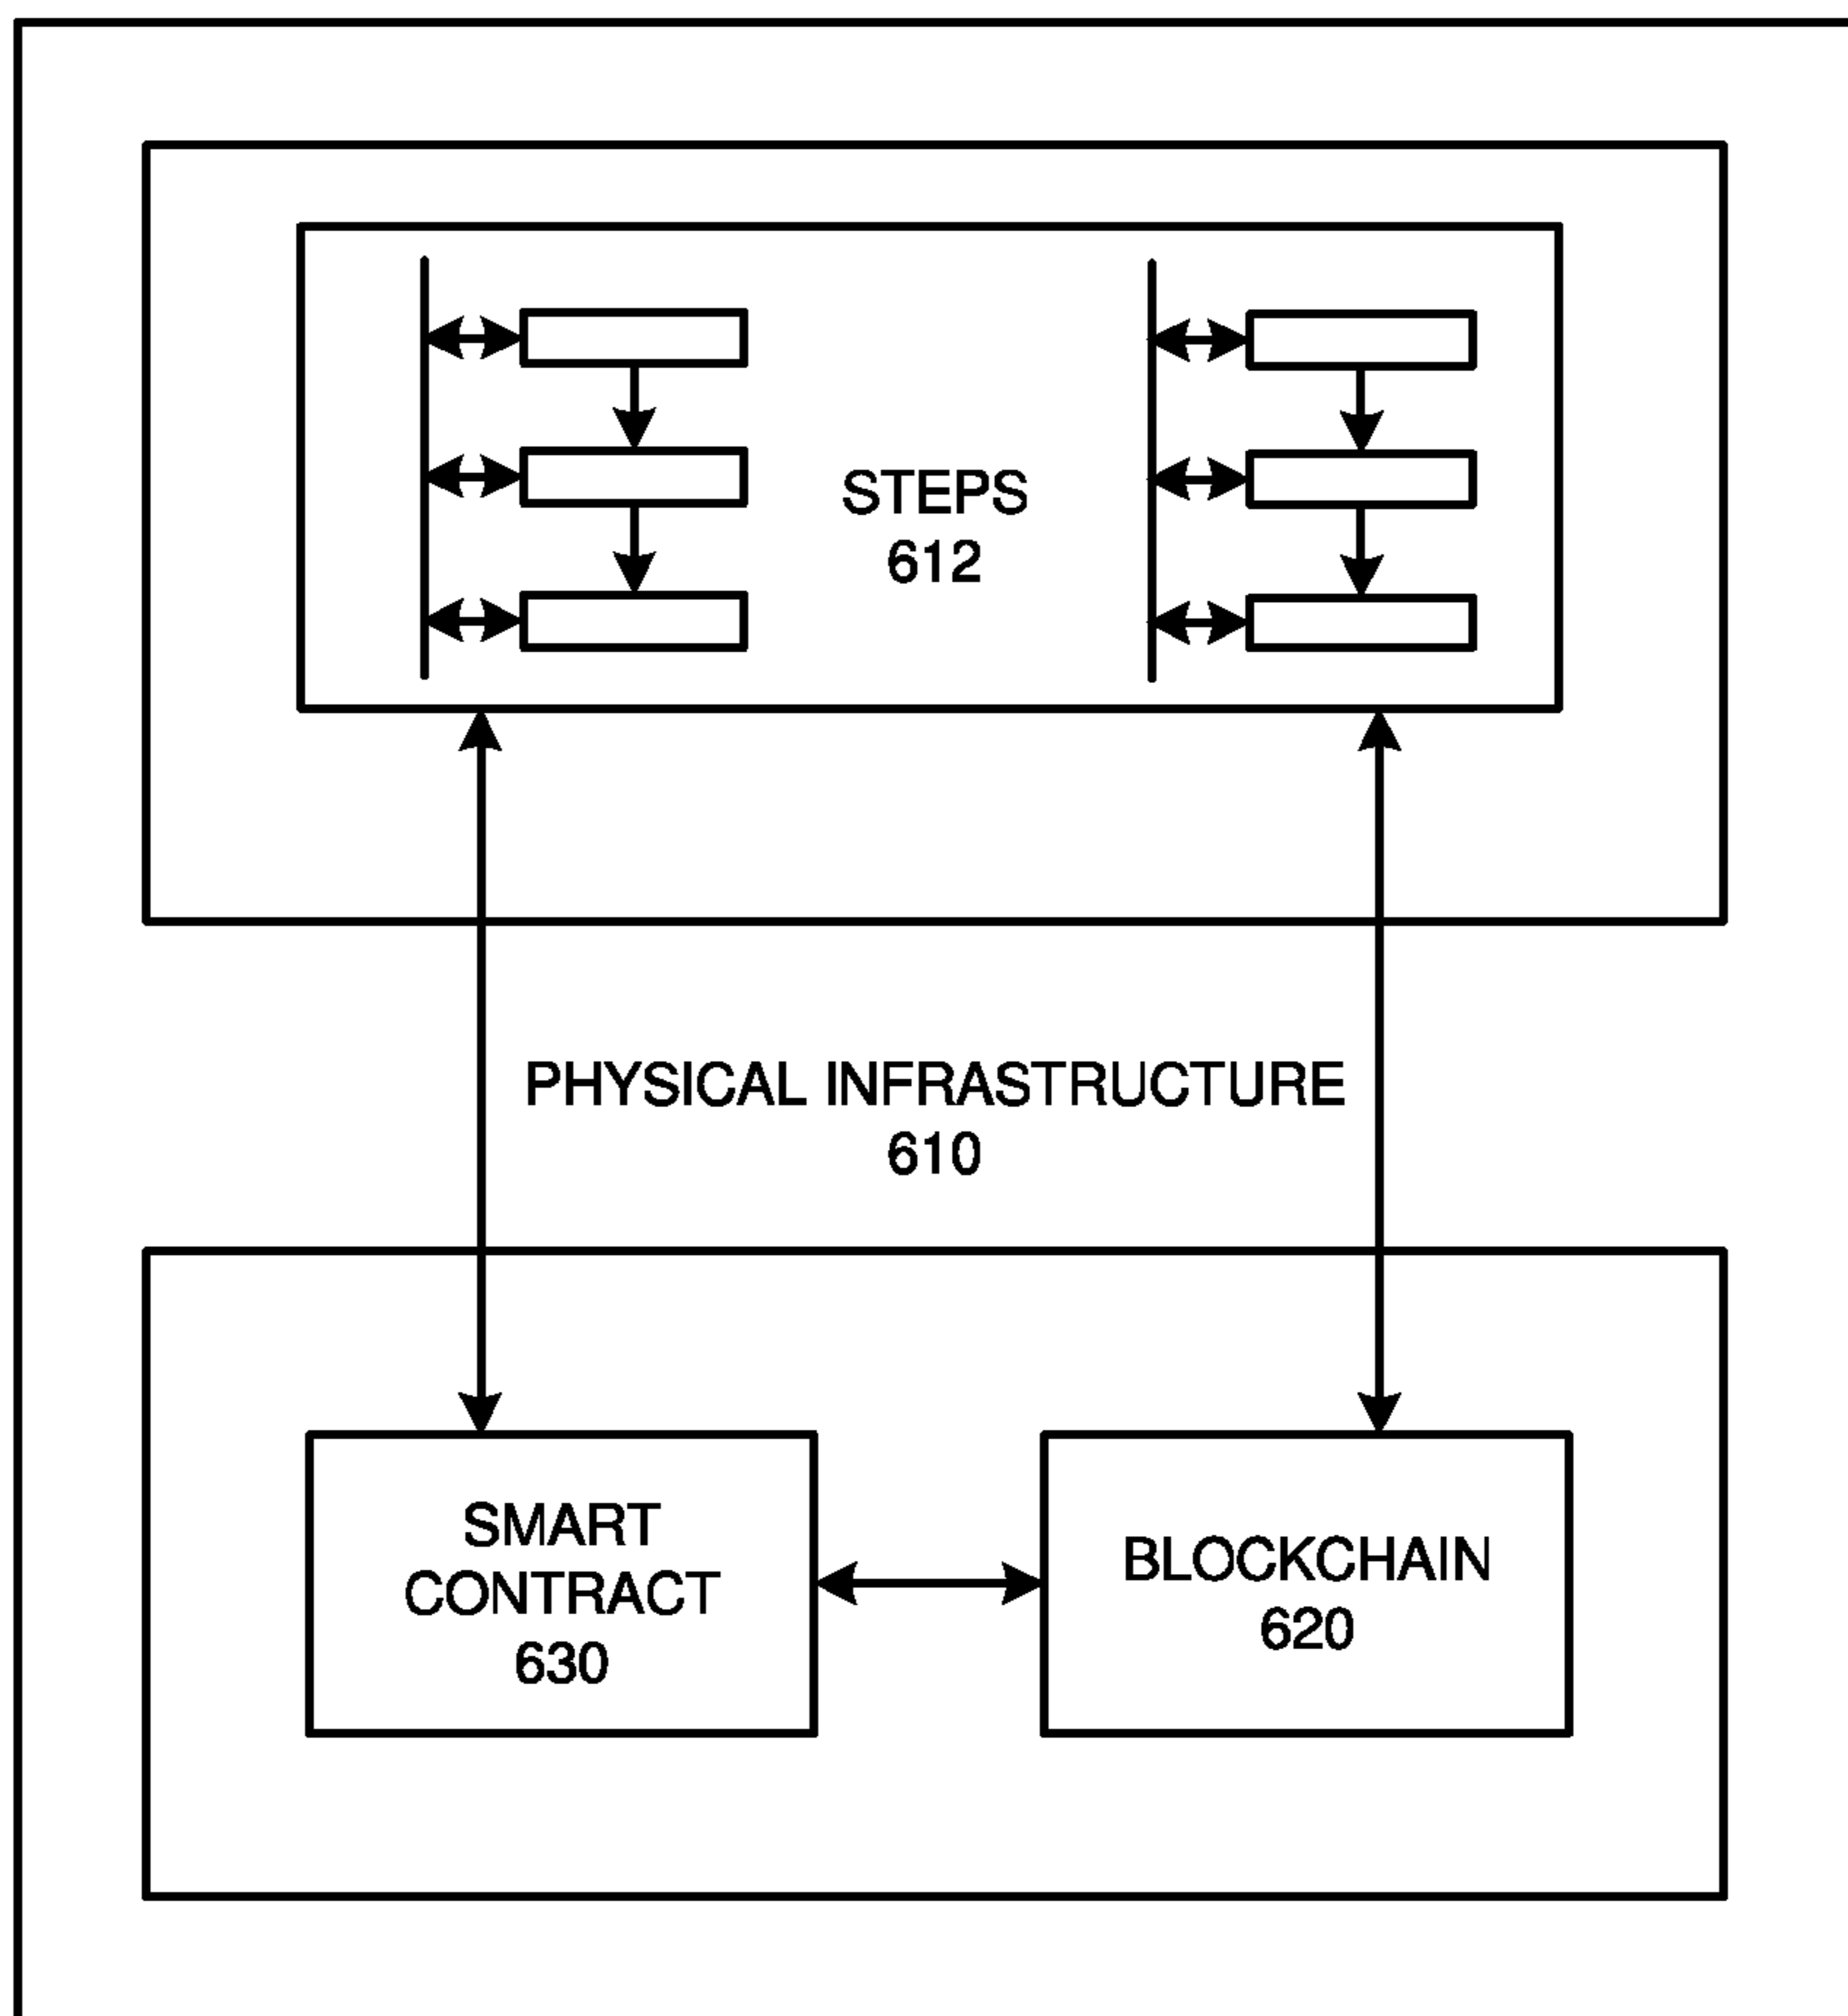 STEPS
612
PHYSICAL INFRASTRUCTURE
610
SMART
CONTRACT
630
BLOCKCHAIN
620